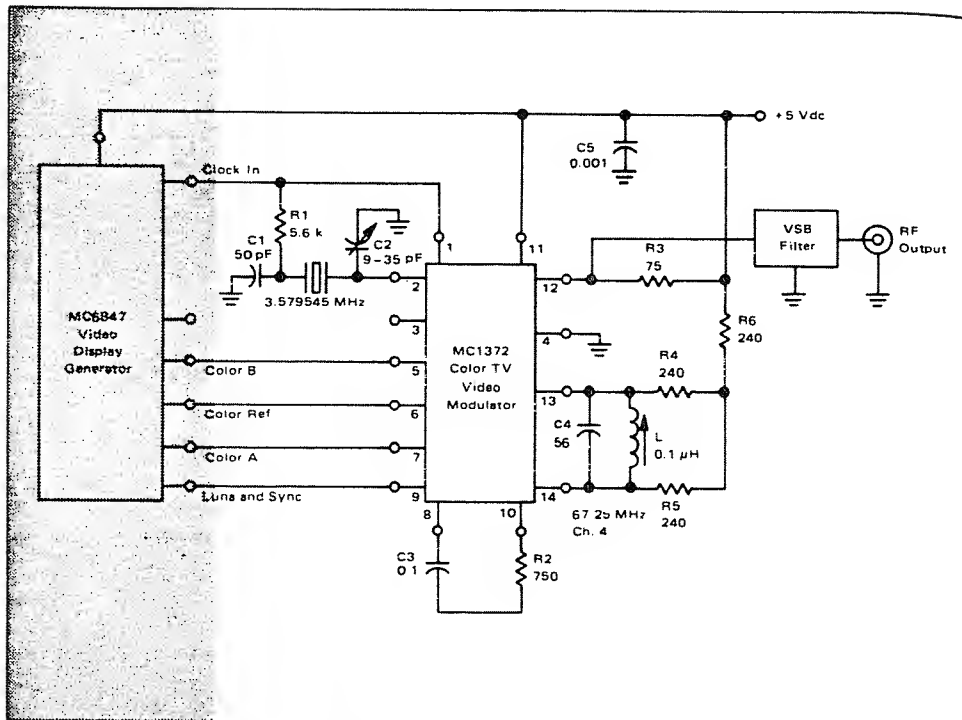 +5 Vdc
C5
0.001
Clock In
R1
5.6 k
C1
50 pF
C2
9-35 pF
3.579545 MHz
1
11
2
3
5
6
7
9
8
10
12
4
13
14
MC6847
Video
Display
Generator
Color B
Color Ref
Color A
Luna and Sync
MC1372
Color TV
Video
Modulator
R3
75
VSB
Filter
RF
Output
R6
240
R4
240
C4
56
L
0.1 µH
R5
240
67.25 MHz
Ch. 4
C3
0.1
R2
750